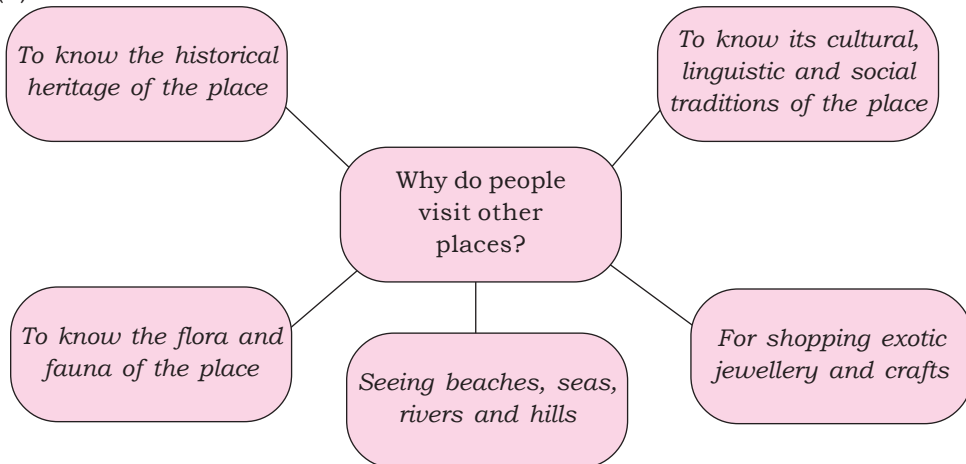 To know the historical
heritage of the place
To know its cultural,
linguistic and social
traditions of the place
Why do people
visit other
places?
To know the flora and
fauna of the place
Seeing beaches, seas,
rivers and hills
For shopping exotic
jewellery and crafts